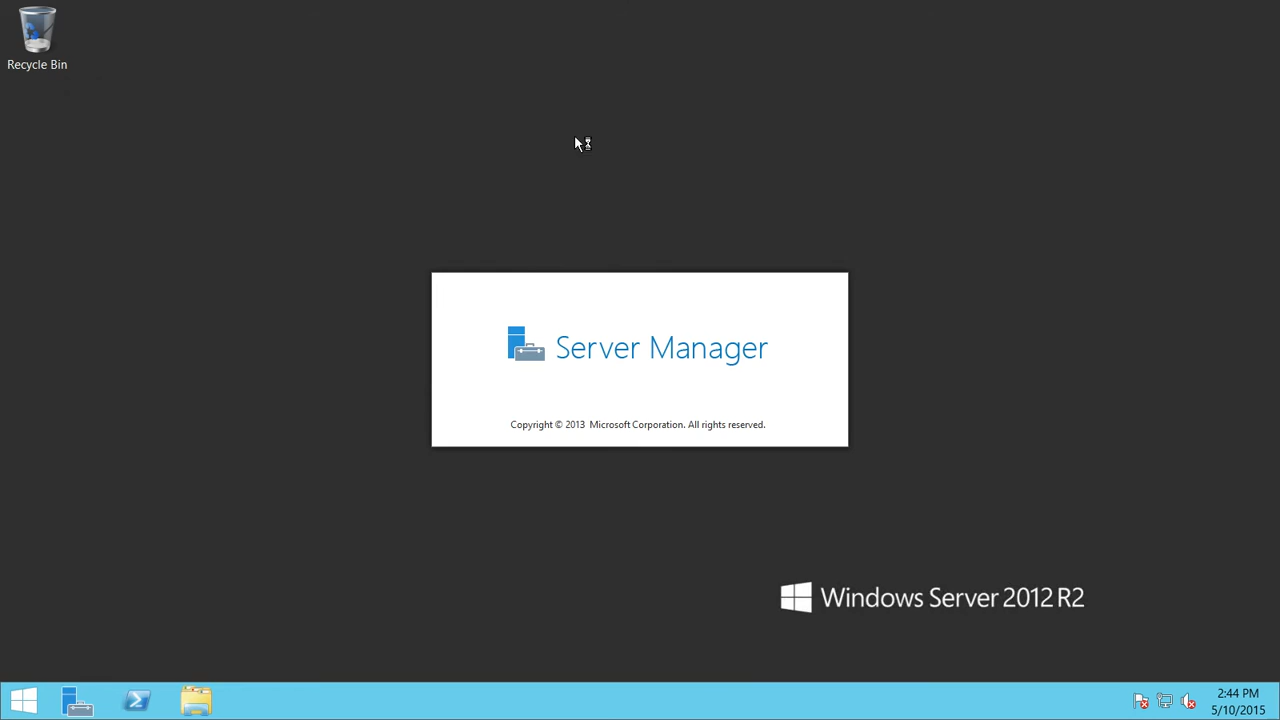 Recycle Bin
Server Manager
Copyright © 2013 Microsoft Corporation. All rights reserved.
Windows Server 2012 R2
2:44 PM
5/10/2015